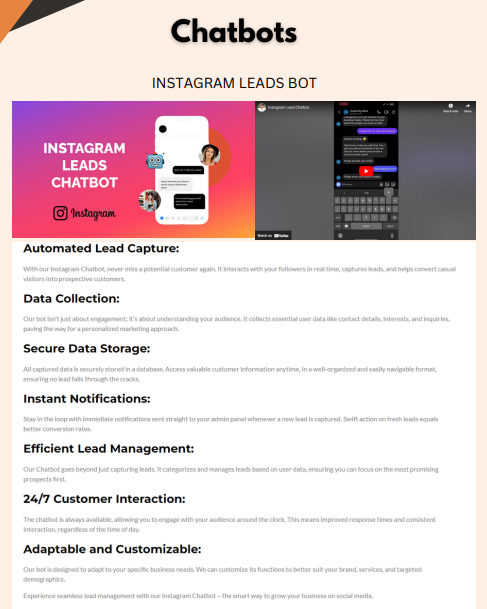 Chatbots
INSTAGRAM LEADS BOT
INSTAGRAM
LEADS
CHATBOT
Instagram
Instagram Lead Chatbot
Watch later
Share
Watch on YouTube
Automated Lead Capture:
With our Instagram Chatbot, never miss a potential customer again. It interacts with your followers in real time, captures leads, and helps convert casual
visitors into prospective customers.
Data Collection:
Our bot isn't just about engagement; it's about understanding your audience. It collects essential user data like contact details, interests, and inquiries,
paving the way for a personalized marketing approach.
Secure Data Storage:
All captured data is securely stored in a database. Access valuable customer information anytime, in a well-organized and easily navigable format,
ensuring no lead falls through the cracks.
Instant Notifications:
Stay in the loop with immediate notifications sent straight to your admin panel whenever a new lead is captured. Swift action on fresh leads equals
better conversion rates.
Efficient Lead Management:
Our Chatbot goes beyond just capturing leads. It categorizes and manages leads based on user data, ensuring you can focus on the most promising
prospects first.
24/7 Customer Interaction:
The chatbot is always available, allowing you to engage with your audience around the clock. This means improved response times and consistent
interaction, regardless of the time of day.
Adaptable and Customizable:
Our bot is designed to adapt to your specific business needs. We can customize its functions to better suit your brand, services, and targeted
demographics.
Experience seamless lead management with our Instagram Chatbot – the smart way to grow your business on social media.